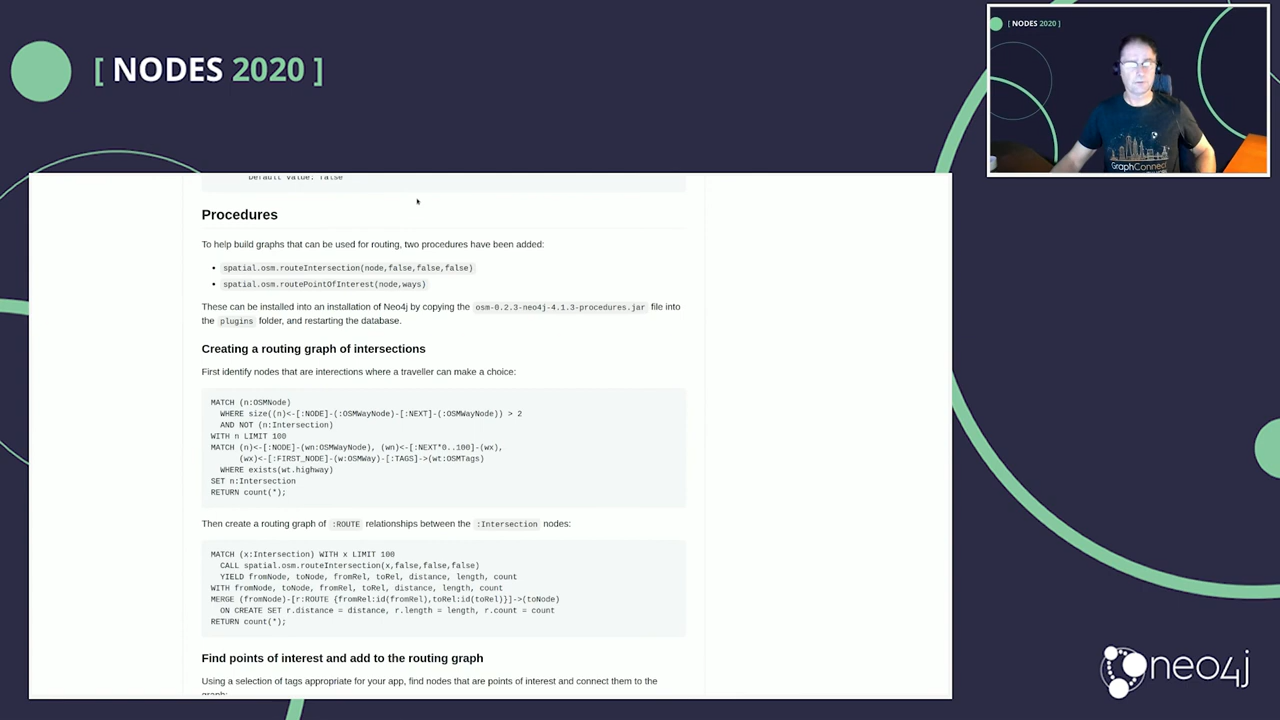 [ NODES 2020 ]
[ NODES 2020 ]
GraphConnect
Default value: false
Procedures
To help build graphs that can be used for routing, two procedures have been added:
• spatial.osm.routeIntersection(node,false,false,false)
• spatial.osm.routePointOfInterest(node,ways)
These can be installed into an installation of Neo4j by copying the osm-0.2.3-neo4j-4.1.3-procedures.jar file into
the plugins folder, and restarting the database.
Creating a routing graph of intersections
First identify nodes that are interections where a traveller can make a choice:
MATCH (n:OSMNode)
WHERE size((n)<-[:NODE]-(:OSMWayNode)-[:NEXT]-(:OSMWayNode)) > 2
AND NOT (n:Intersection)
WITH n LIMIT 100
MATCH (n)<-[:NODE]-(wn:OSMWayNode), (wn)<-[:NEXT*0..100]-(wx),
(wx)<-[:FIRST_NODE]-(w:OSMWay)-[:TAGS]->(wt:OSMTags)
WHERE exists(wt.highway)
SET n:Intersection
RETURN count(*);
Then create a routing graph of :ROUTE relationships between the :Intersection nodes:
MATCH (x:Intersection) WITH x LIMIT 100
CALL spatial.osm.routeIntersection(x,false,false,false)
YIELD fromNode, toNode, fromRel, toRel, distance, length, count
WITH fromNode, toNode, fromRel, toRel, distance, length, count
MERGE (fromNode)-[r:ROUTE {fromRel:id(fromRel),toRel:id(toRel)}]->(toNode)
ON CREATE SET r.distance = distance, r.length = length, r.count = count
RETURN count(*);
Find points of interest and add to the routing graph
Using a selection of tags appropriate for your app, find nodes that are points of interest and connect them to the
graph:
neo4j